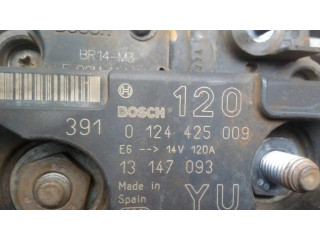 BOSCH
BR14-M3
BOSCH 120
391 0 124 425 009
E6 --> 14V 120A
13 147 093
Made in
Spain YU